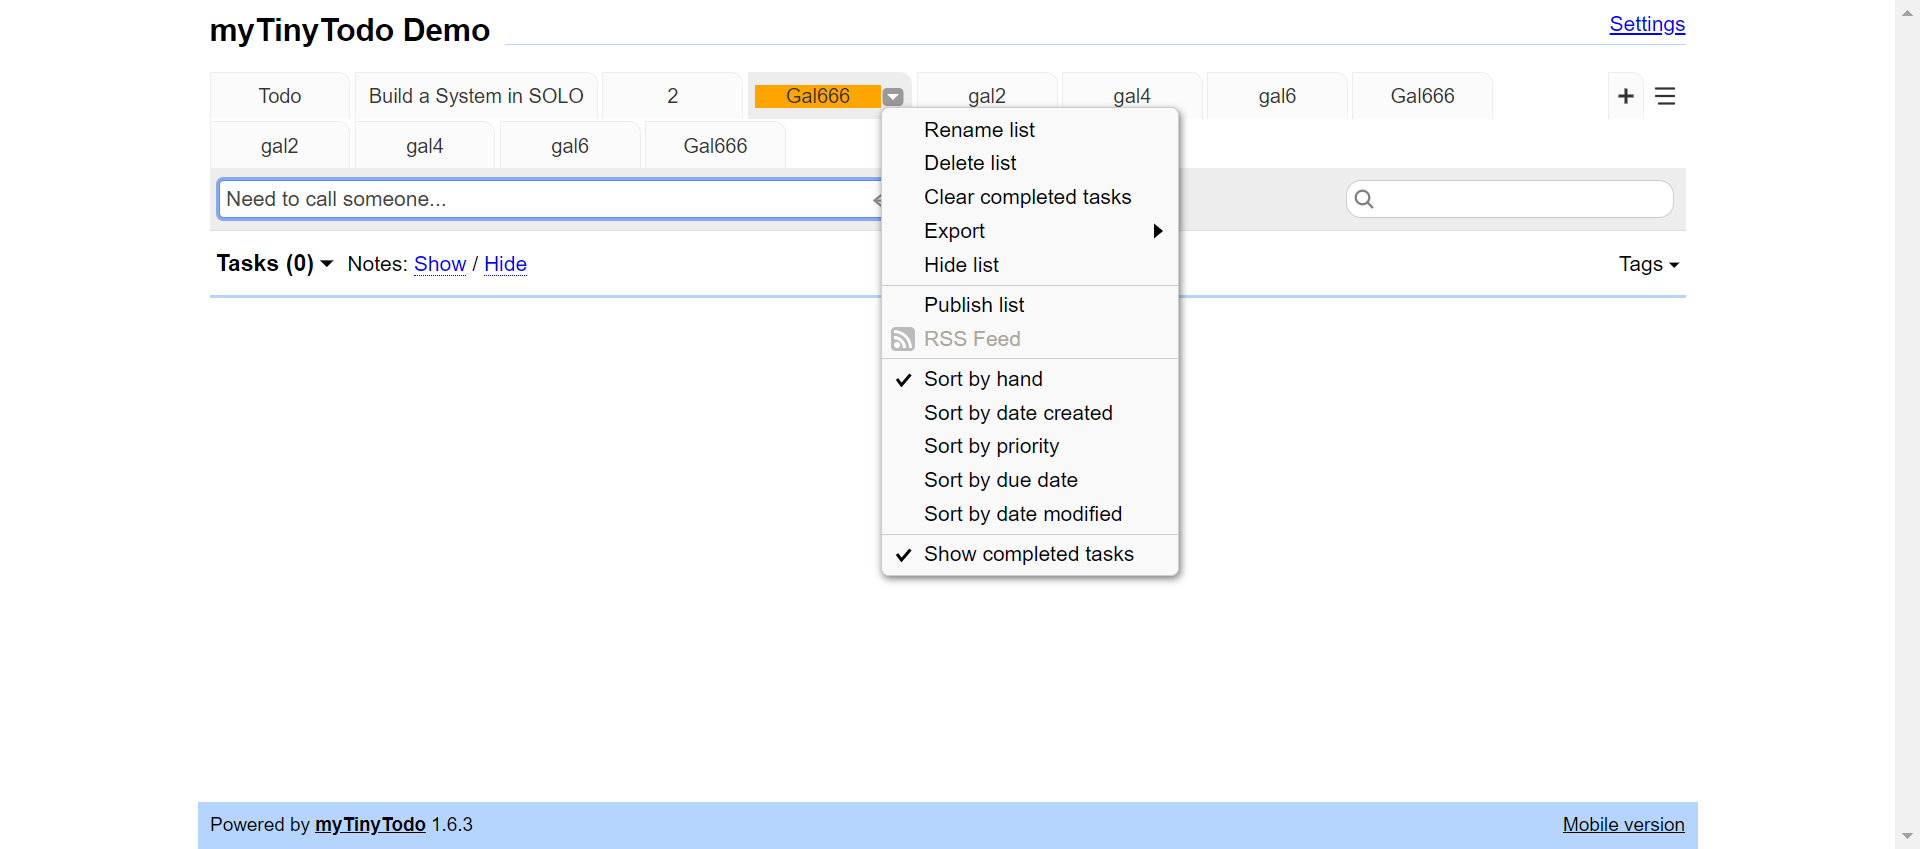 myTinyTodo Demo
Settings
Todo
Build a System in SOLO
2
Gal666
gal2
gal4
gal6
Gal666
gal2
gal4
gal6
Gal666
Need to call someone...
Tasks (0) Notes: Show / Hide
Tags
Rename list
Delete list
Clear completed tasks
Export
Hide list
Publish list
RSS Feed
Sort by hand
Sort by date created
Sort by priority
Sort by due date
Sort by date modified
Show completed tasks
Powered by myTinyTodo 1.6.3
Mobile version